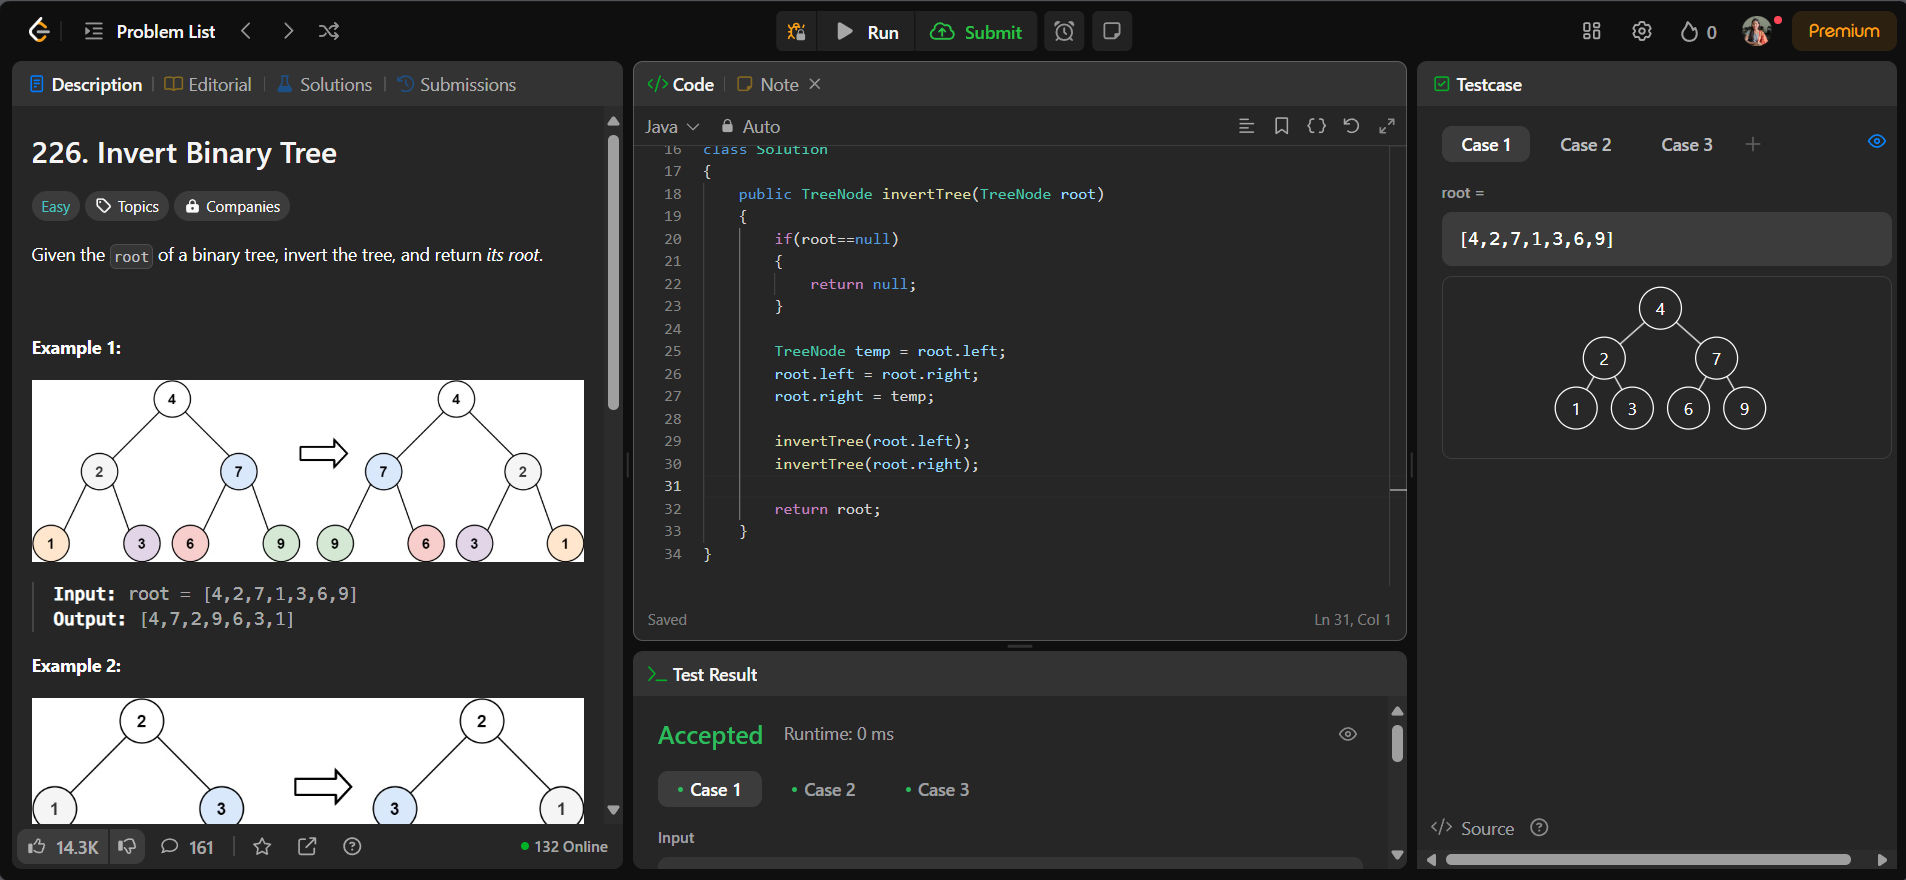 Problem List
Run
Submit
0
Premium
Description
Editorial
Solutions
Submissions
226. Invert Binary Tree
Easy
Topics
Companies
Given the root of a binary tree, invert the tree, and return its root.
Example 1:
4
4
2
7
7
2
1
3
6
9
9
6
3
1
Input: root = [4,2,7,1,3,6,9]
Output: [4,7,2,9,6,3,1]
Example 2:
2
2
1
3
3
1
14.3K
161
132 Online
Code
Note
Java
Auto
16 class Solution
17 {
18 public TreeNode invertTree(TreeNode root)
19 {
20 if(root==null)
21 {
22 return null;
23 }
24
25 TreeNode temp = root.left;
26 root.left = root.right;
27 root.right = temp;
28
29 invertTree(root.left);
30 invertTree(root.right);
31
32 return root;
33 }
34 }
Saved
Ln 31, Col 1
Test Result
Accepted
Runtime: 0 ms
Case 1
Case 2
Case 3
Input
Testcase
Case 1
Case 2
Case 3
root =
[4,2,7,1,3,6,9]
4
2
7
1
3
6
9
Source